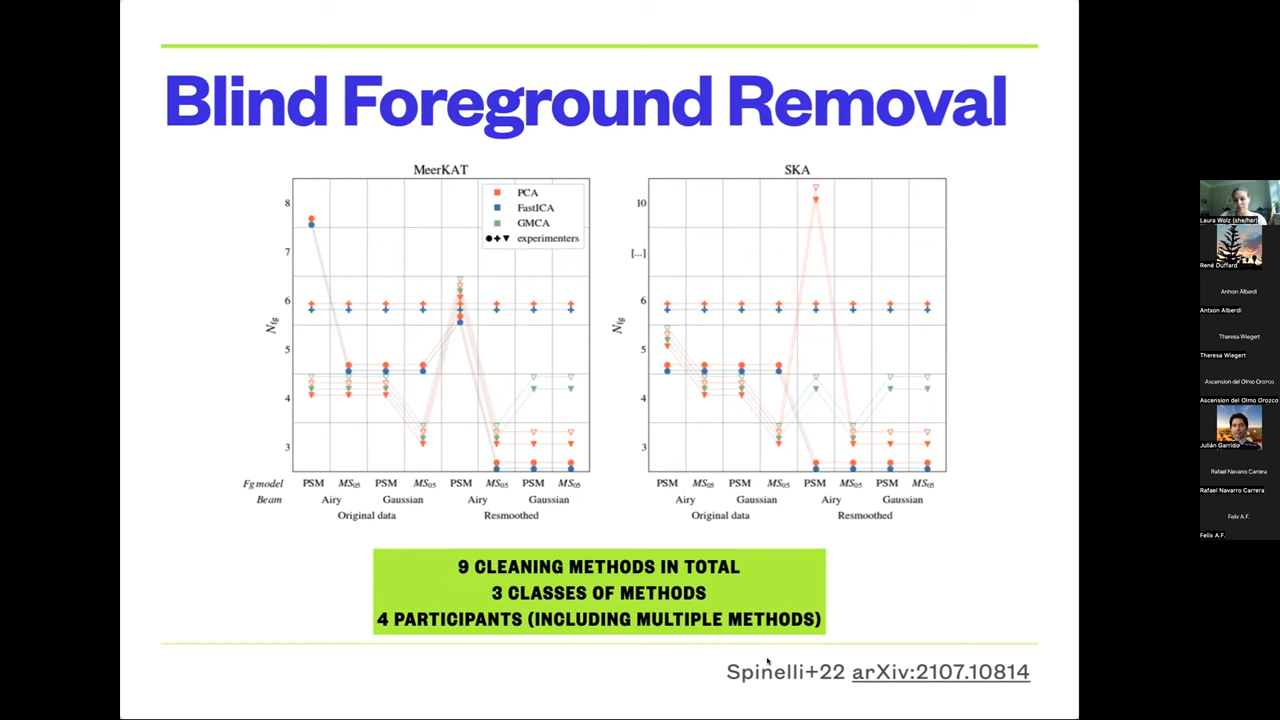 Blind Foreground Removal
MeerKAT
8
7
6
5
4
3
N_fg
PCA
FastICA
GMCA
experimenters
Fg model PSM MS05 PSM MS05 PSM MS05 PSM MS05
Beam Airy Gaussian Airy Gaussian
Original data Resmoothed
SKA
10
[...]
6
5
4
3
N_fg
PSM MS05 PSM MS05 PSM MS05 PSM MS05
Airy Gaussian Airy Gaussian
Original data Resmoothed
9 CLEANING METHODS IN TOTAL
3 CLASSES OF METHODS
4 PARTICIPANTS (INCLUDING MULTIPLE METHODS)
Spinelli+22 arXiv:2107.10814
Laura Wolz (she/her)
René Duffard
Antxon Alberdi
Antxon Alberdi
Theresa Wiegert
Theresa Wiegert
Ascension del Olmo Orozco
Ascension del Olmo Orozco
Julián Garrido
Rafael Navarro Carrera
Rafael Navarro Carrera
Felix A.F.
Felix A.F.